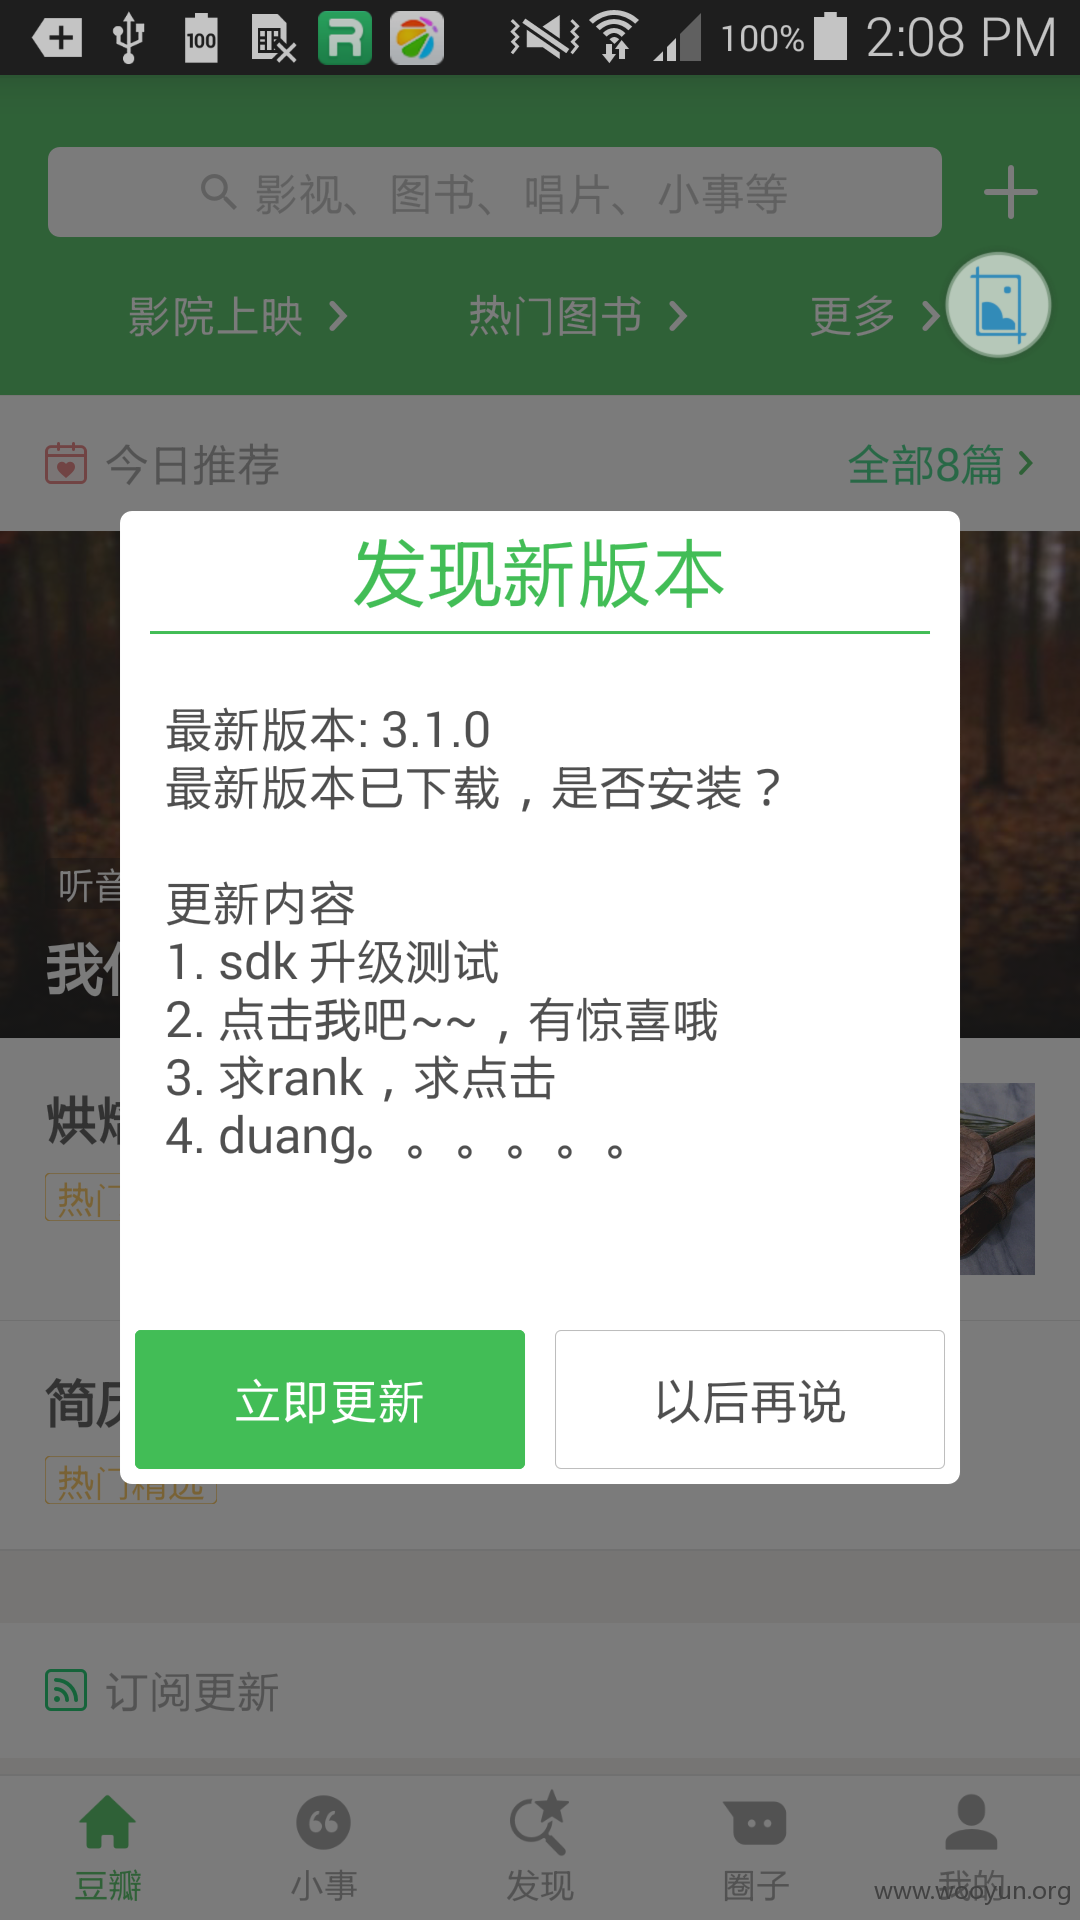 100
100%
2:08 PM
影视、图书、唱片、小事等
影院上映
热门图书
更多
今日推荐
全部8篇
发现新版本
最新版本: 3.1.0
最新版本已下载，是否安装？
更新内容
1. sdk 升级测试
2. 点击我吧~~，有惊喜哦
3. 求rank，求点击
4. duang。。。。。。
听音
我
烘
热门
立即更新
以后再说
简历
热门精选
订阅更新
豆瓣
小事
发现
圈子
我的
www.wooyun.org